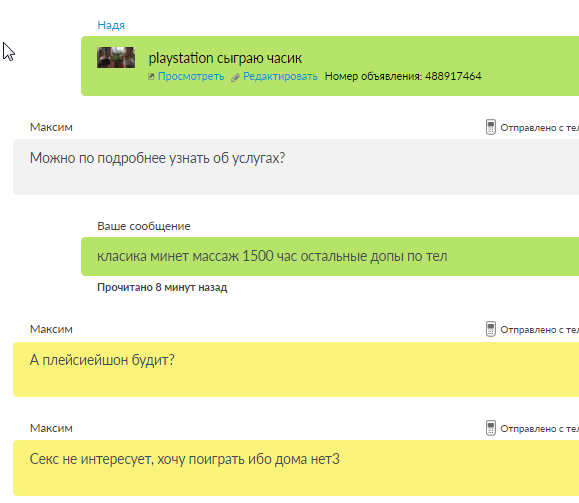 Надя
playstation сыграю часик
Просмотреть Редактировать Номер объявления: 488917464
Максим
Отправлено с тел
Можно по подробнее узнать об услугах?
Ваше сообщение
класика минет массаж 1500 час остальные допы по тел
Прочитано 8 минут назад
Максим
Отправлено с тел
А плейсиейшон будит?
Максим
Отправлено с тел
Секс не интересует, хочу поиграть ибо дома нет3